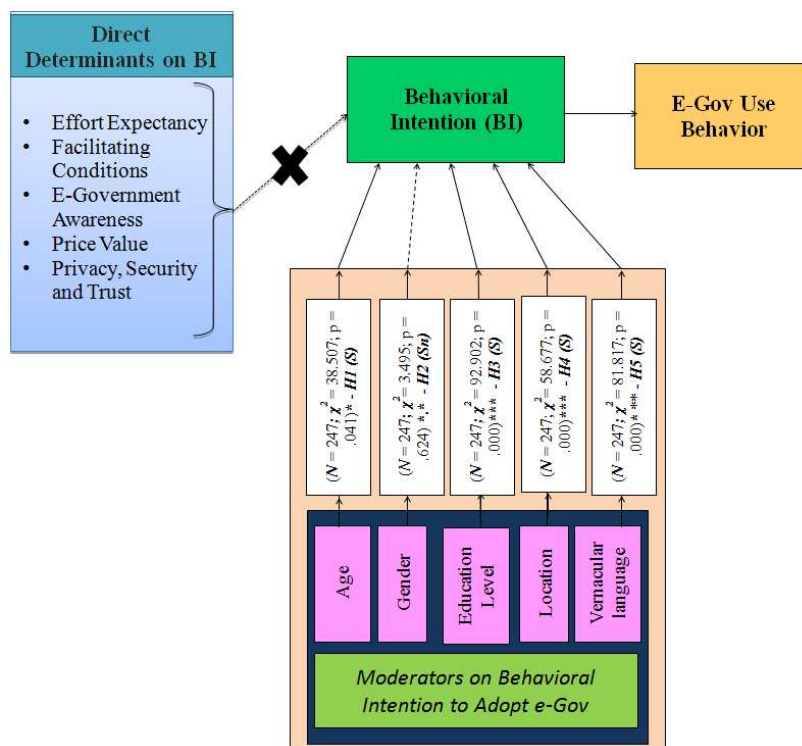 Direct
Determinants on BI
• Effort Expectancy
• Facilitating
Conditions
• E-Government
Awareness
• Price Value
• Privacy, Security
and Trust
Behavioral
Intention (BI)
E-Gov Use
Behavior
(N = 247; χ² = 38.507; p =
.041)* - H1 (S)
(N = 247; χ² = 3.495; p =
.624) *.* - H2 (Sn)
(N = 247; χ² = 92.902; p =
.000)*** - H3 (S)
(N = 247; χ² = 58.677; p =
.000)*** - H4 (S)
(N = 247; χ² = 81.817; p =
.000)* ** - H5 (S)
Age
Gender
Education
Level
Location
Vernacular
language
Moderators on Behavioral
Intention to Adopt e-Gov